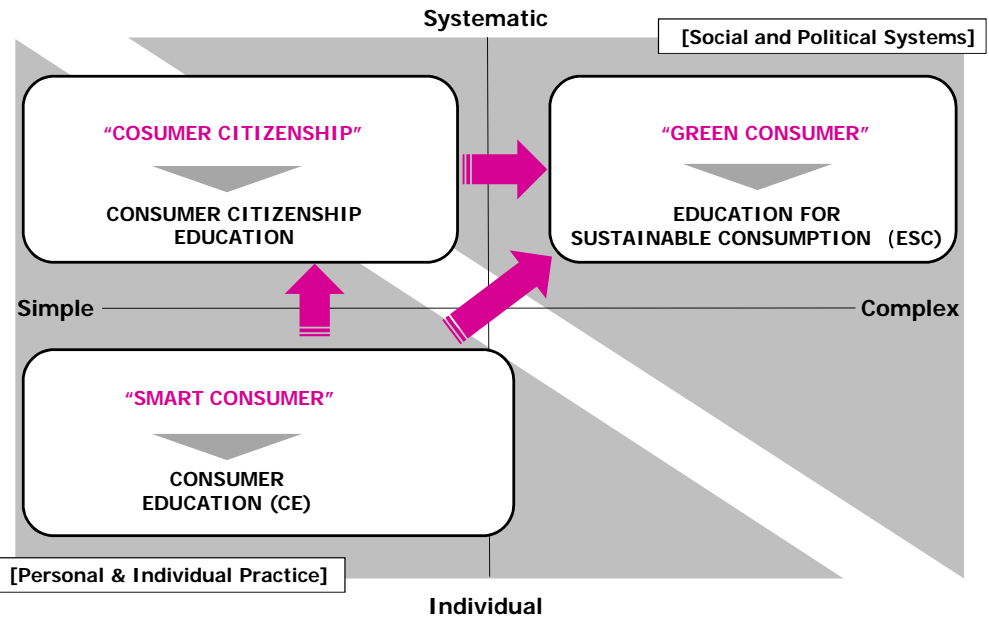 Systematic
[Social and Political Systems]
“COSUMER CITIZENSHIP”
CONSUMER CITIZENSHIP
EDUCATION
“GREEN CONSUMER”
EDUCATION FOR
SUSTAINABLE CONSUMPTION (ESC)
Simple
Complex
“SMART CONSUMER”
CONSUMER
EDUCATION (CE)
[Personal & Individual Practice]
Individual